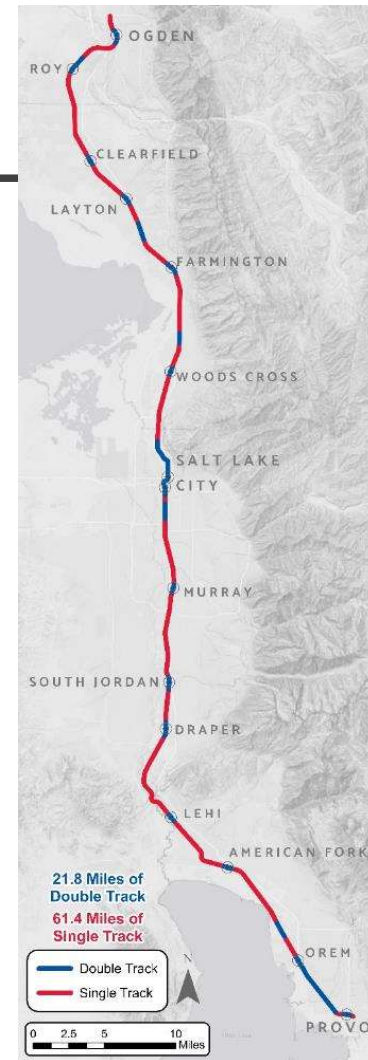 OGDEN
ROY
CLEARFIELD
LAYTON
FARMINGTON
WOODS CROSS
SALT LAKE
CITY
MURRAY
SOUTH JORDAN
DRAPER
LEHI
AMERICAN FORK
21.8 Miles of
Double Track
61.4 Miles of
Single Track
OREM
N
Double Track
Single Track
PROVO
0 2.5 5 10
Miles